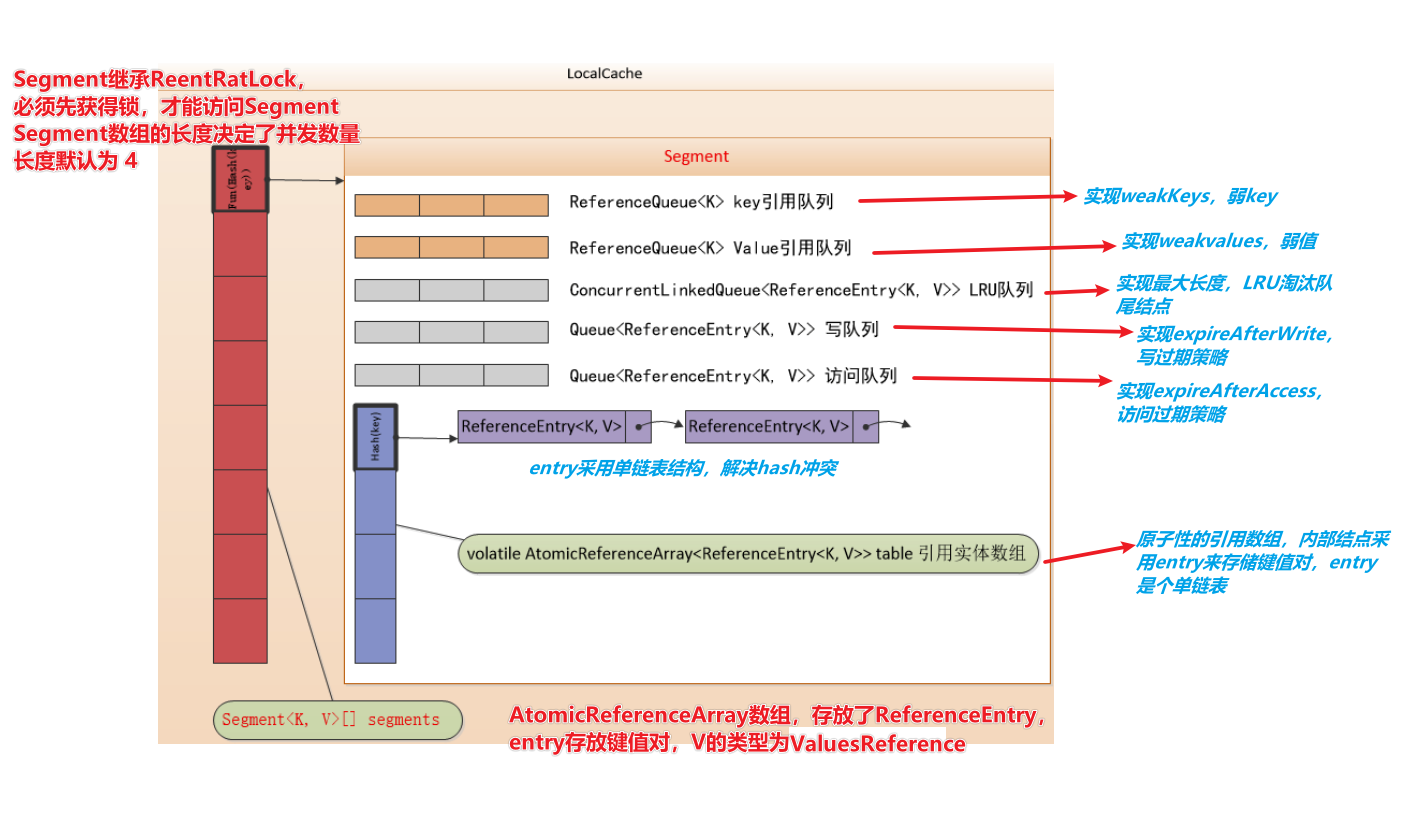 LocalCache
Segment继承ReentRatLock，
必须先获得锁，才能访问Segment
Segment数组的长度决定了并发数量
长度默认为 4
Fun(Hash(k
ey))
Segment
ReferenceQueue<K> key引用队列
实现weakKeys，弱key
ReferenceQueue<K> Value引用队列
实现weakvalues，弱值
ConcurrentLinkedQueue<ReferenceEntry<K, V>> LRU队列
实现最大长度，LRU淘汰队
尾结点
Queue<ReferenceEntry<K, V>> 写队列
实现expireAfterWrite，
写过期策略
Queue<ReferenceEntry<K, V>> 访问队列
实现expireAfterAccess，
访问过期策略
Hash(key)
ReferenceEntry<K, V>
ReferenceEntry<K, V>
entry采用单链表结构，解决hash冲突
volatile AtomicReferenceArray<ReferenceEntry<K, V>> table 引用实体数组
原子性的引用数组，内部结点采
用entry来存储键值对，entry
是个单链表
Segment<K, V>[] segments
AtomicReferenceArray数组，存放了ReferenceEntry，
entry存放键值对，V的类型为ValuesReference